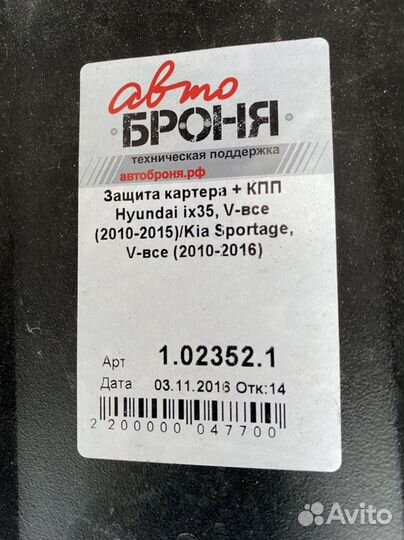 авто
БРОНЯ
техническая поддержка
автоброня.рф
Защита картера + КПП
Hyundai ix35, V-все
(2010-2015)/Kia Sportage,
V-все (2010-2016)
Арт 1.02352.1
Дата 03.11.2016 Отк:14
2 200000 047700
Avito